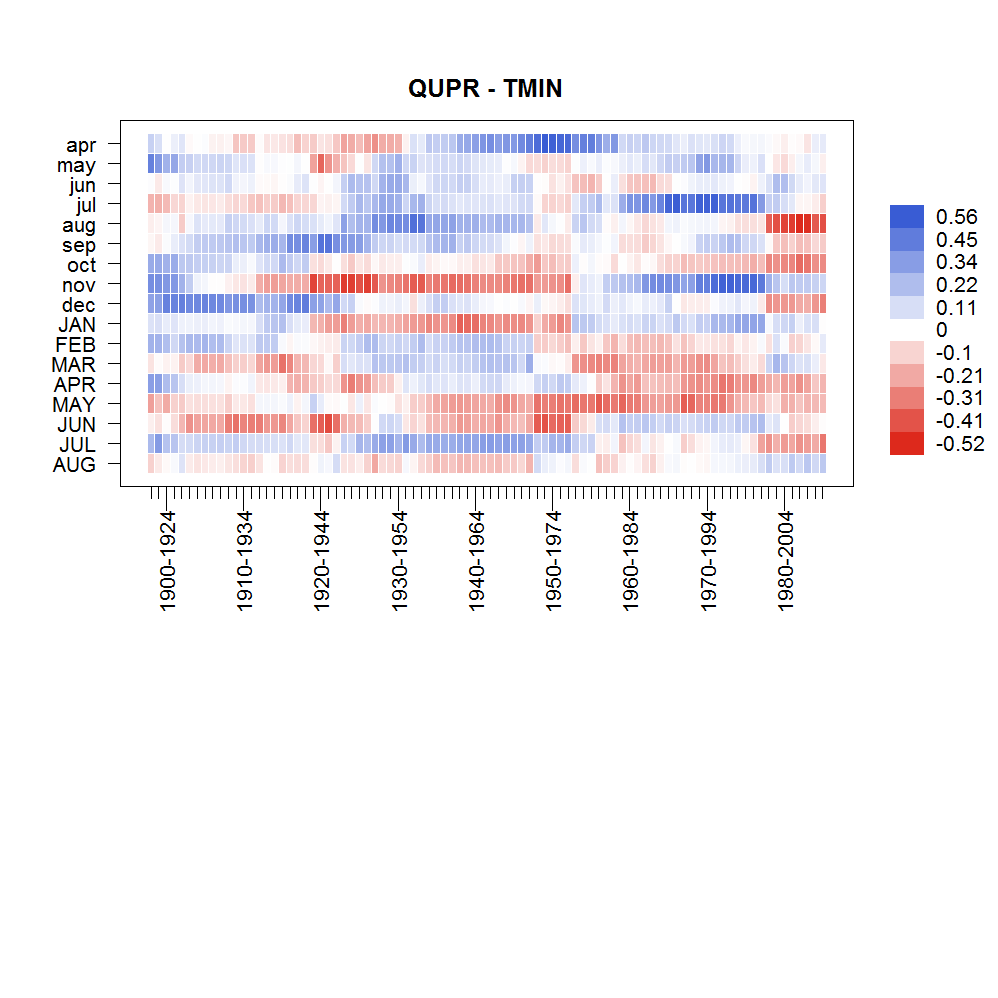 QUPR - TMIN
apr
may
jun
jul
aug
sep
oct
nov
dec
JAN
FEB
MAR
APR
MAY
JUN
JUL
AUG
0.56
0.45
0.34
0.22
0.11
0
-0.1
-0.21
-0.31
-0.41
-0.52
1900-1924
1910-1934
1920-1944
1930-1954
1940-1964
1950-1974
1960-1984
1970-1994
1980-2004